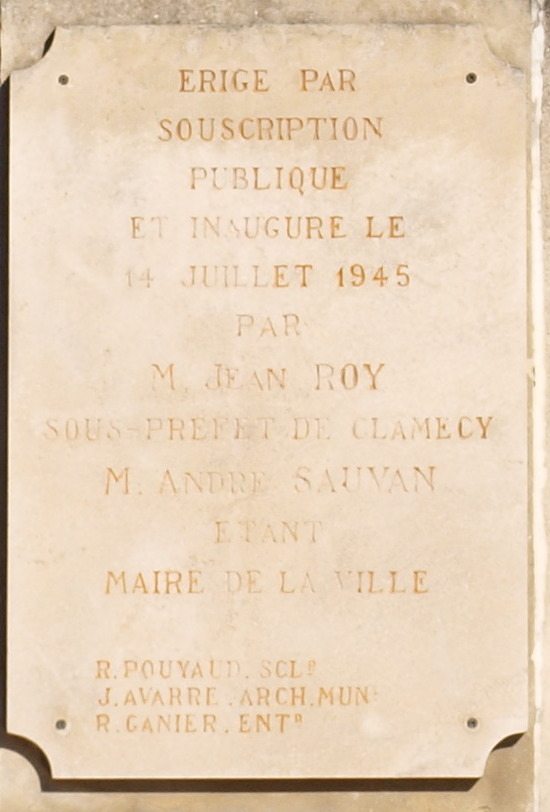 ERIGE PAR
SOUSCRIPTION
PUBLIQUE
ET INAUGURE LE
14 JUILLET 1945
PAR
M. JEAN ROY
SOUS-PREFET DE CLAMECY
M. ANDRE SAUVAN
ETANT
MAIRE DE LA VILLE
R. POUYAUD. SCLR
J. AVARRE. ARCH. MUN.
R. GANIER. ENTR